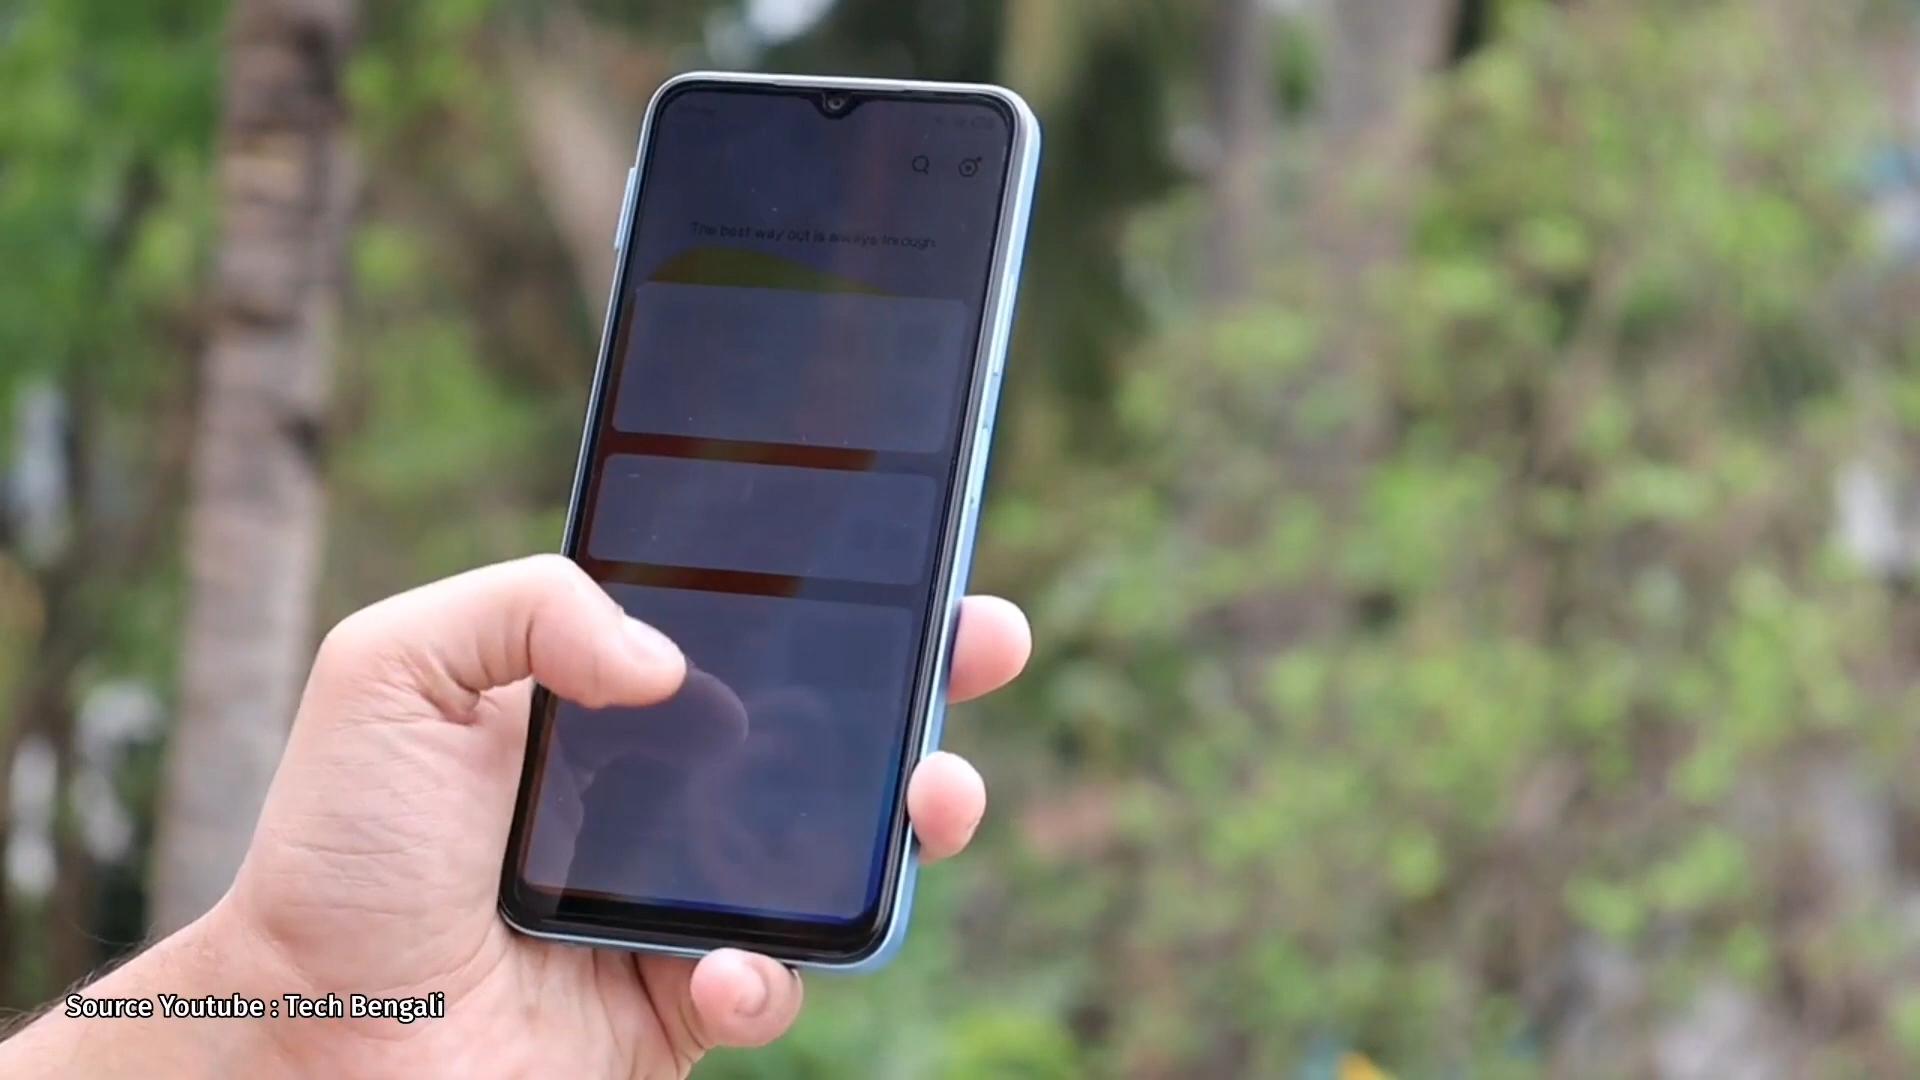 The best way out is always through.
Source Youtube : Tech Bengali